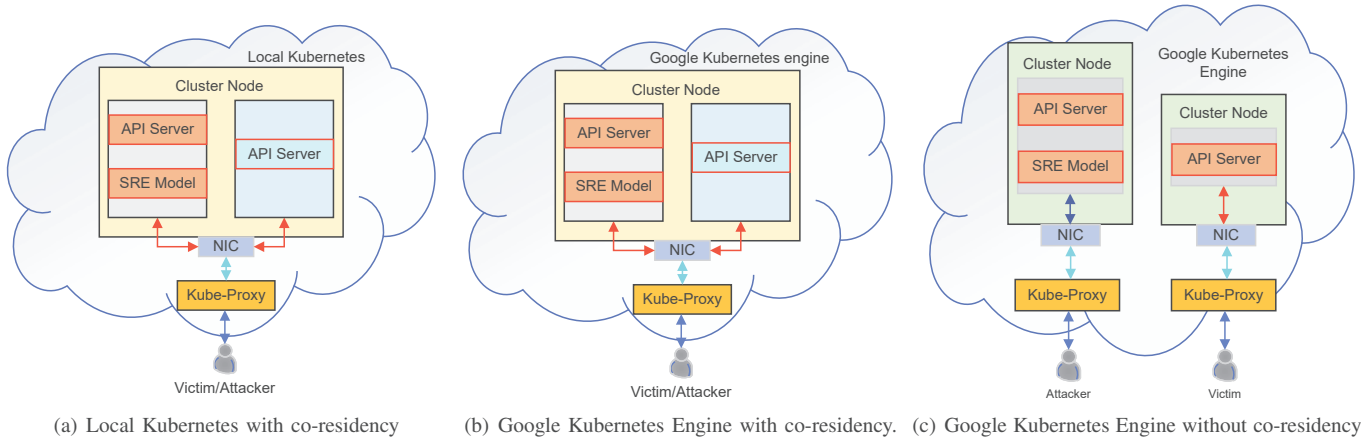 Local Kubernetes
Cluster Node
API Server
SRE Model
API Server
NIC
Kube-Proxy
Victim/Attacker
(a) Local Kubernetes with co-residency
Google Kubernetes engine
Cluster Node
API Server
SRE Model
API Server
NIC
Kube-Proxy
Victim/Attacker
(b) Google Kubernetes Engine with co-residency.
Google Kubernetes
Engine
Cluster Node
API Server
SRE Model
NIC
Kube-Proxy
Attacker
Cluster Node
API Server
NIC
Kube-Proxy
Victim
(c) Google Kubernetes Engine without co-residency